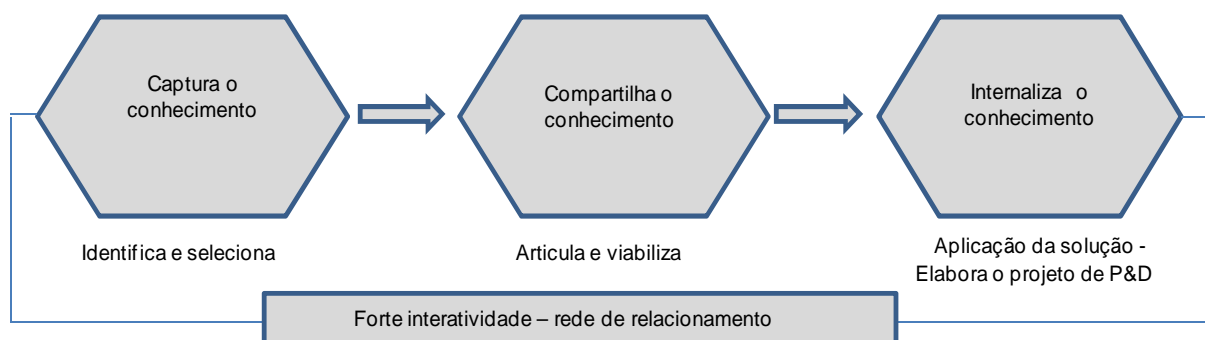 Captura o
conhecimento
Compartilha o
conhecimento
Internaliza o
conhecimento
Identifica e seleciona
Articula e viabiliza
Aplicação da solução -
Elabora o projeto de P&D
Forte interatividade – rede de relacionamento